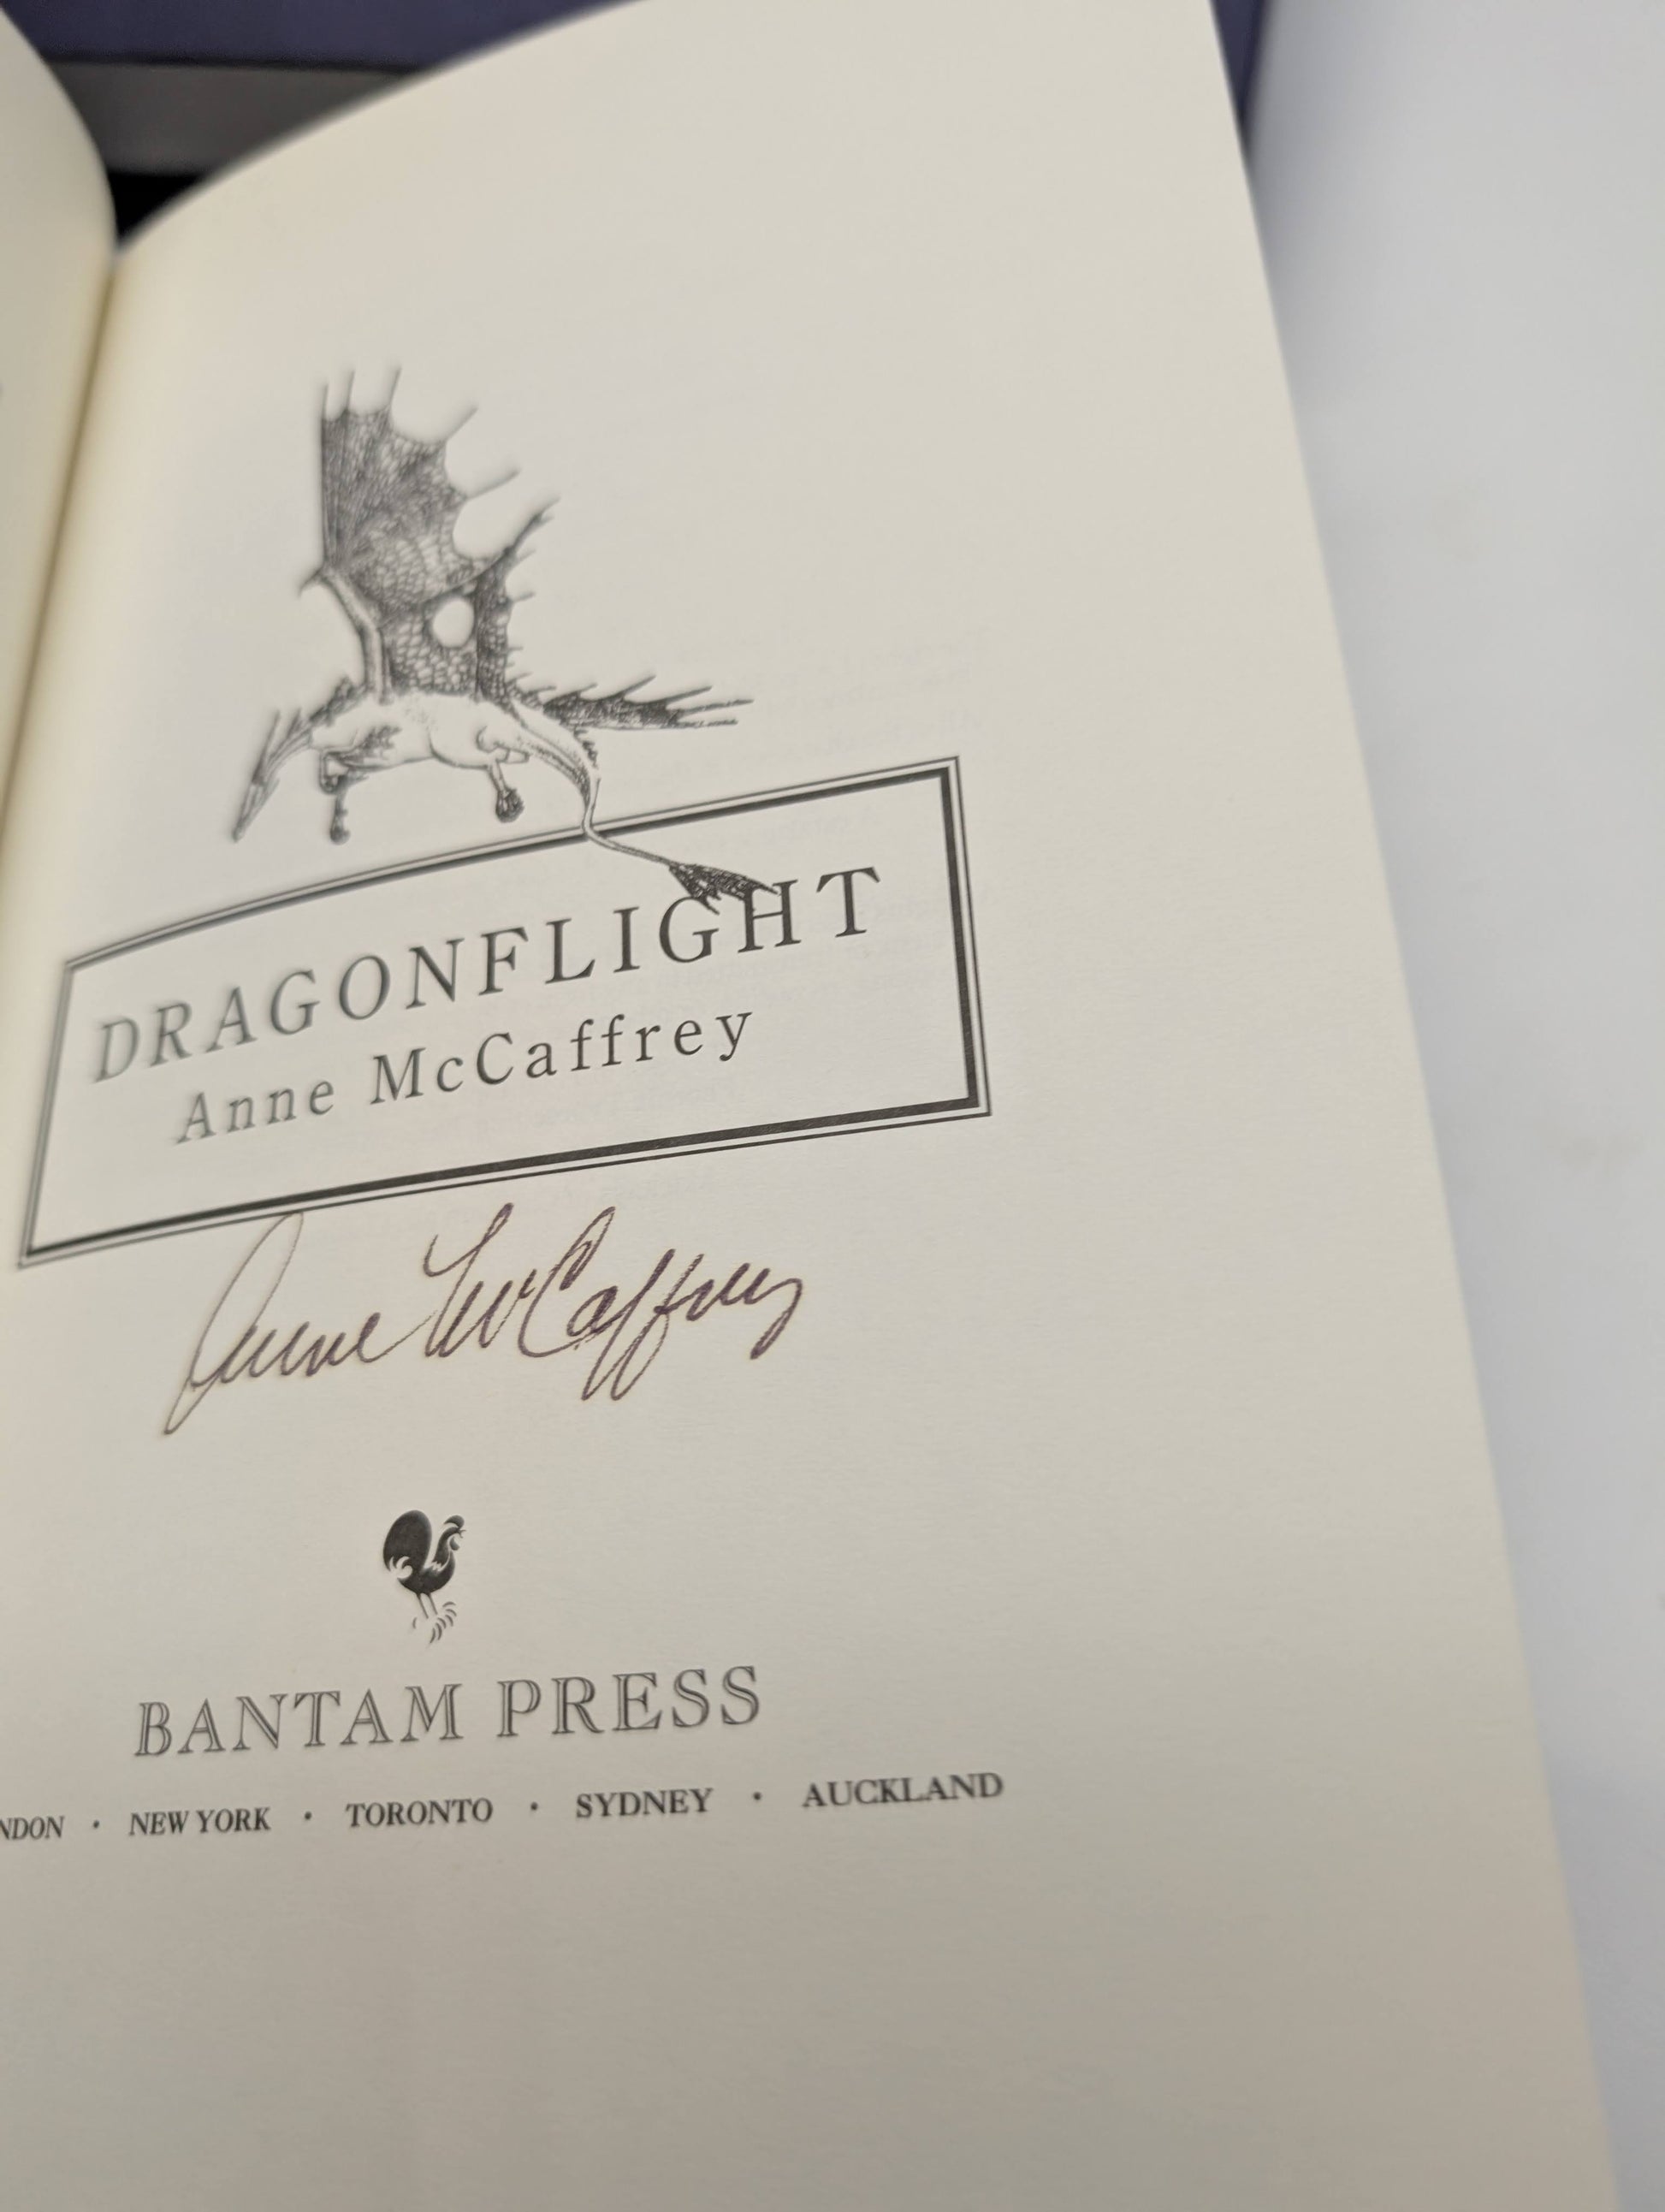 DRAGONFLIGHT
Anne McCaffrey
Anne McCaffrey
BANTAM PRESS
NDON • NEW YORK • TORONTO • SYDNEY • AUCKLAND